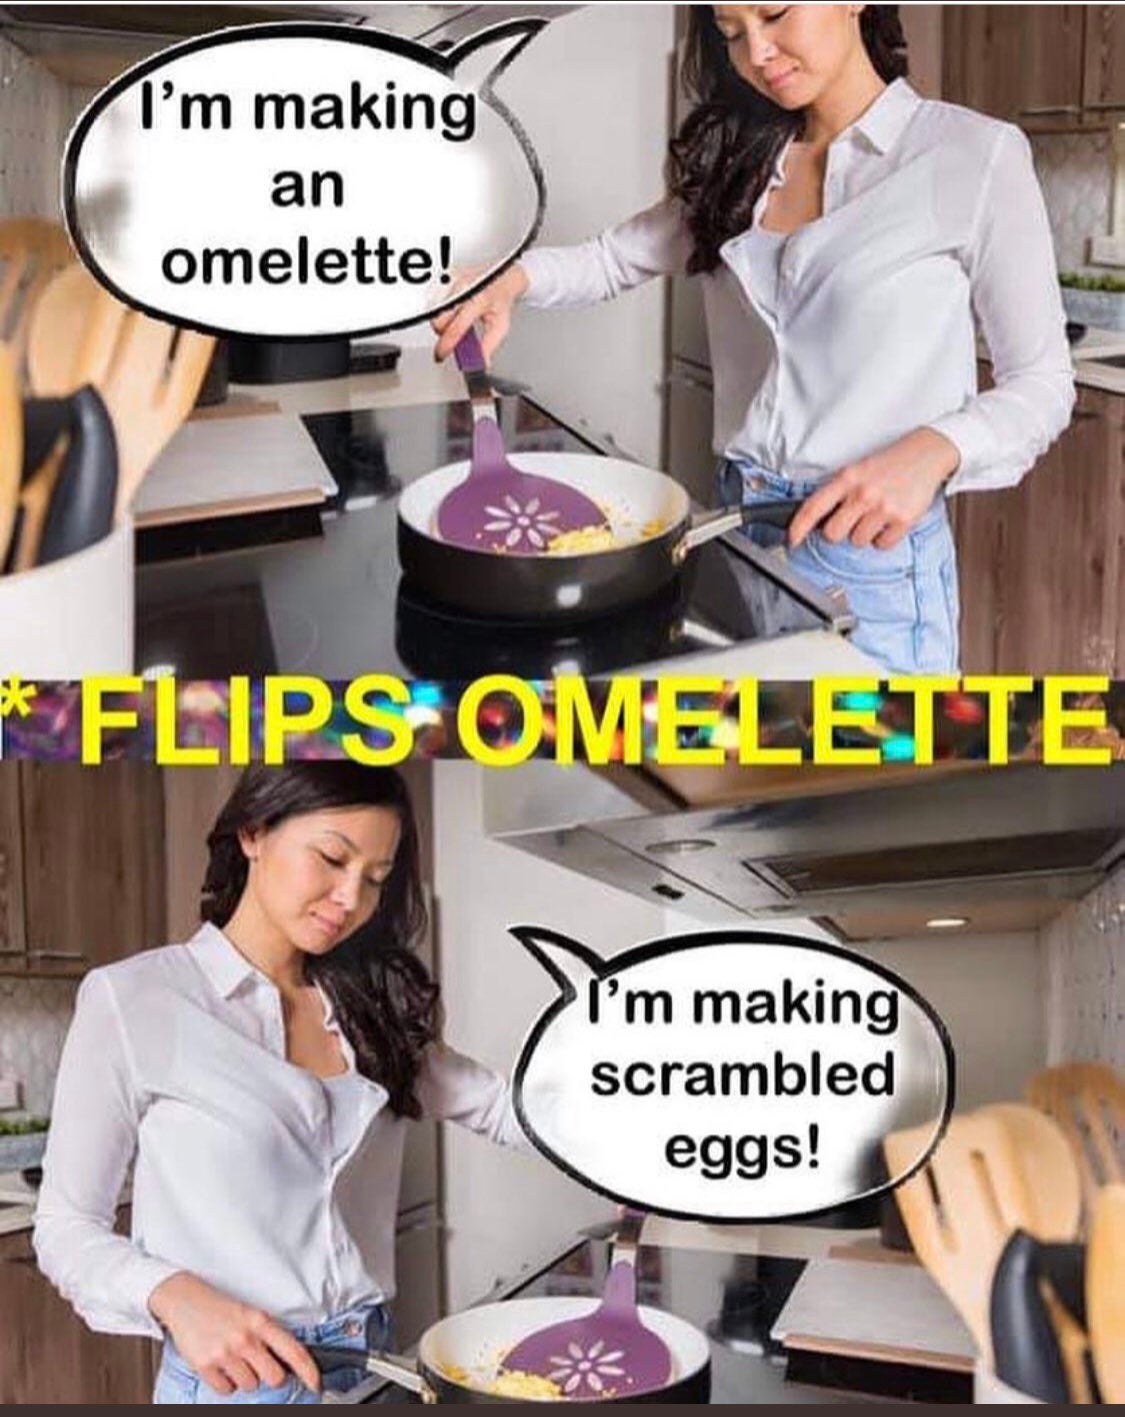 I'm making
an
omelette!
* FLIPS OMELETTE
I'm making
scrambled
eggs!